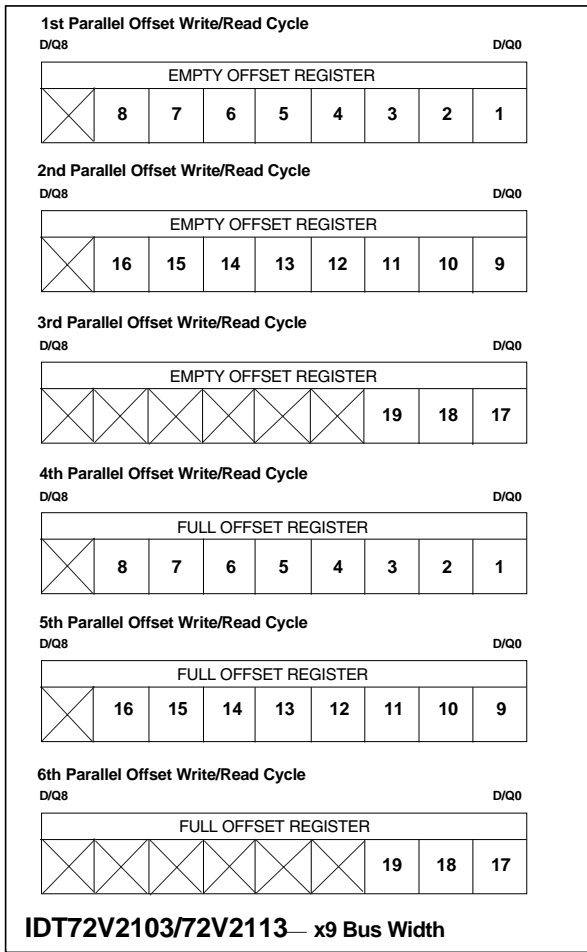 1st Parallel Offset Write/Read Cycle
D/Q8 D/Q0
EMPTY OFFSET REGISTER
8 7 6 5 4 3 2 1
2nd Parallel Offset Write/Read Cycle
D/Q8 D/Q0
EMPTY OFFSET REGISTER
16 15 14 13 12 11 10 9
3rd Parallel Offset Write/Read Cycle
D/Q8 D/Q0
EMPTY OFFSET REGISTER
19 18 17
4th Parallel Offset Write/Read Cycle
D/Q8 D/Q0
FULL OFFSET REGISTER
8 7 6 5 4 3 2 1
5th Parallel Offset Write/Read Cycle
D/Q8 D/Q0
FULL OFFSET REGISTER
16 15 14 13 12 11 10 9
6th Parallel Offset Write/Read Cycle
D/Q8 D/Q0
FULL OFFSET REGISTER
19 18 17
IDT72V2103/72V2113— x9 Bus Width